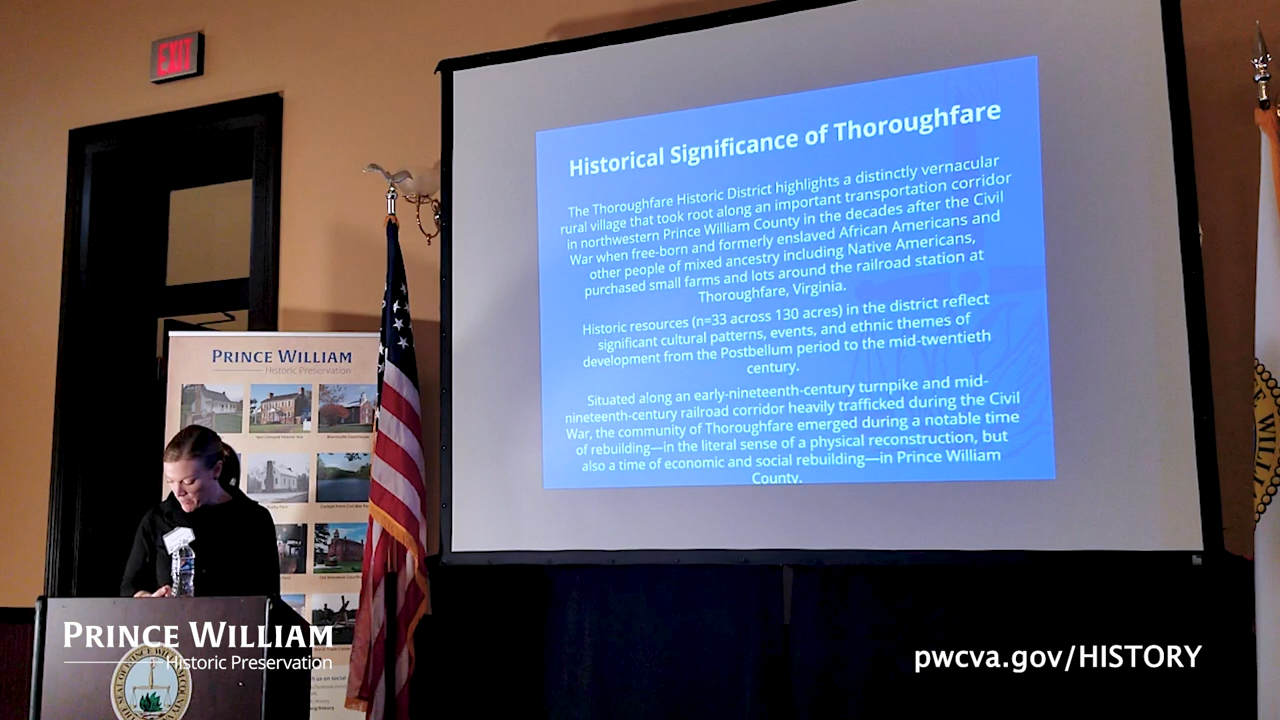 EXIT
Historical Significance of Thoroughfare
The Thoroughfare Historic District highlights a distinctly vernacular
rural village that took root along an important transportation corridor
in northwestern Prince William County in the decades after the Civil
War when free-born and formerly enslaved African Americans and
other people of mixed ancestry including Native Americans,
purchased small farms and lots around the railroad station at
Thoroughfare, Virginia.
Historic resources (n=33 across 130 acres) in the district reflect
significant cultural patterns, events, and ethnic themes of
development from the Postbellum period to the mid-twentieth
century.
Situated along an early-nineteenth-century turnpike and mid-
nineteenth-century railroad corridor heavily trafficked during the Civil
War, the community of Thoroughfare emerged during a notable time
of rebuilding—in the literal sense of a physical reconstruction, but
also a time of economic and social rebuilding—in Prince William
County.
PRINCE WILLIAM
Historic Preservation
PRINCE WILLIAM
Historic Preservation
pwcva.gov/HISTORY